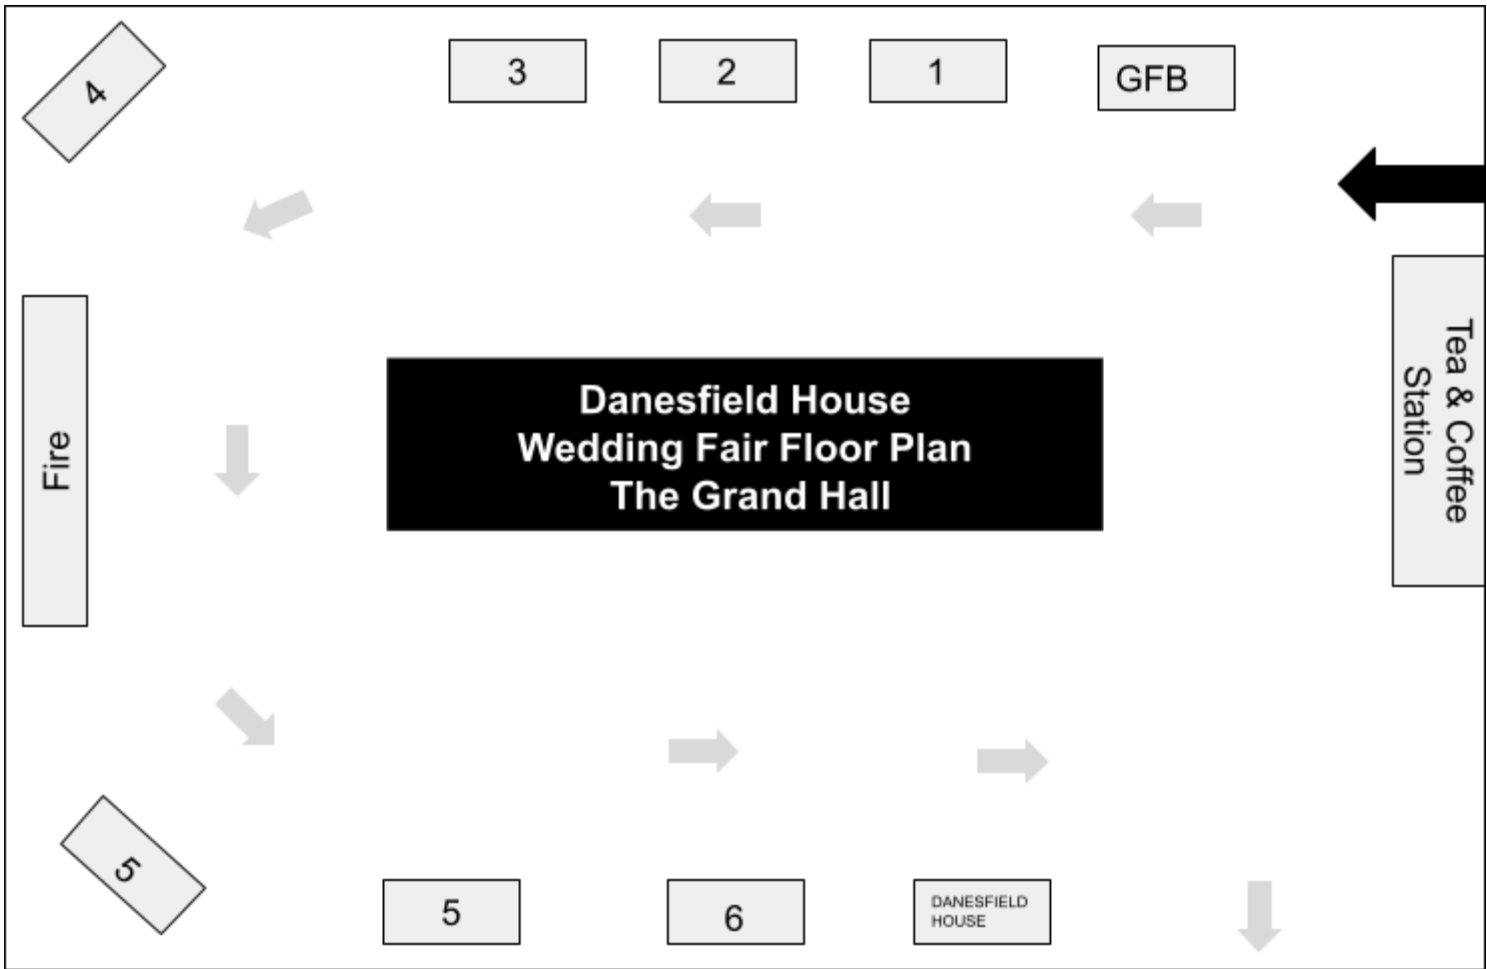 4
3
2
1
GFB
Danesfield House
Wedding Fair Floor Plan
The Grand Hall
Fire
Tea & Coffee
Station
5
5
6
DANESFIELD
HOUSE